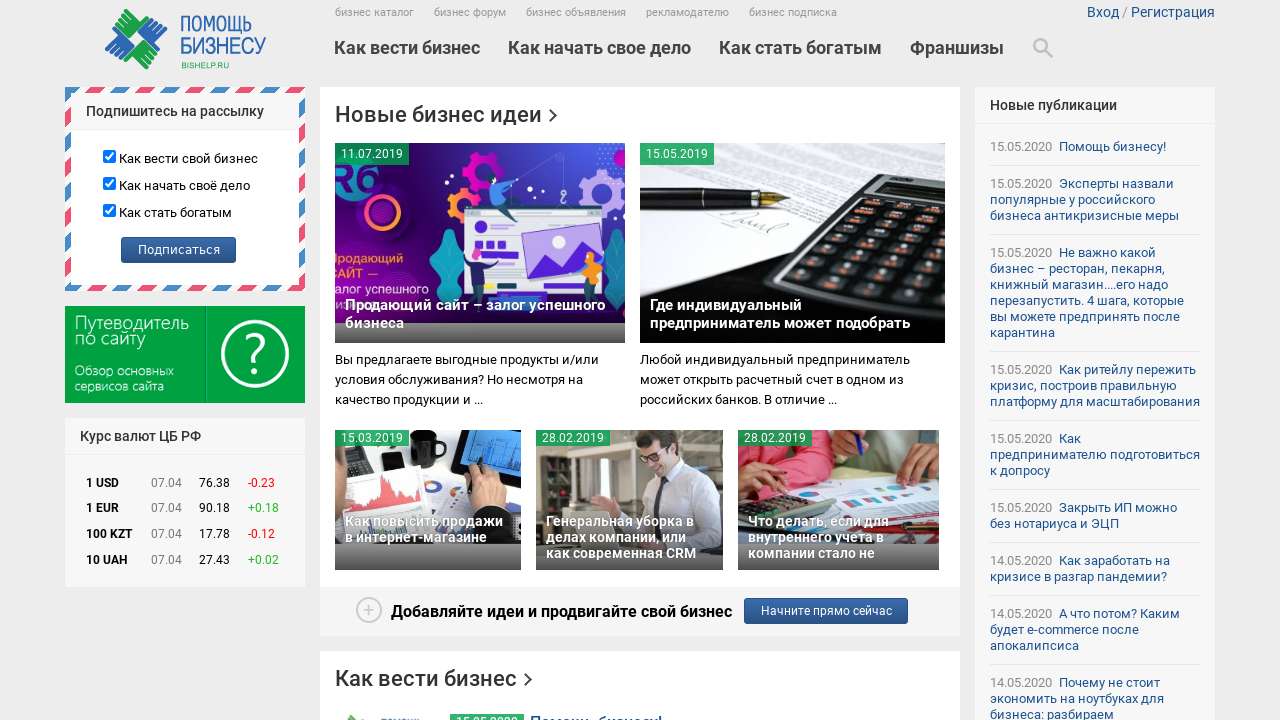 ПОМОЩЬ
БИЗНЕСУ
BISHELP.RU
бизнес каталог бизнес форум бизнес объявления рекламодателю бизнес подписка
Вход / Регистрация
Как вести бизнес Как начать свое дело Как стать богатым Франшизы
Подпишитесь на рассылку
Как вести свой бизнес
Как начать своё дело
Как стать богатым
Подписаться
Путеводитель
по сайту
Обзор основных
сервисов сайта
?
Курс валют ЦБ РФ
1 USD 07.04 76.38 -0.23
1 EUR 07.04 90.18 +0.18
100 KZT 07.04 17.75 -0.12
10 UAH 07.04 27.43 +0.02
Новые бизнес идеи
11.07.2019
Продающий сайт – залог успешного
бизнеса
Вы предлагаете выгодные продукты и/или
условия обслуживания? Но несмотря на
качество продукции и ...
15.05.2019
Где индивидуальный
предприниматель может подобрать
Любой индивидуальный предприниматель
может открыть расчетный счет в одном из
российских банков. В отличие ...
15.03.2019
Как повысить продажи
в интернет-магазине
28.02.2019
Генеральная уборка в
делах компании, или
как современная CRM
28.02.2019
Что делать, если для
внутреннего учета в
компании стало не
Добавляйте идеи и продвигайте свой бизнес
Начните прямо сейчас
Как вести бизнес
15.05.2020 Помощь бизнесу!
Новые публикации
15.05.2020 Помощь бизнесу!
15.05.2020 Эксперты назвали
популярные у российского
бизнеса антикризисные меры
15.05.2020 Не важно какой
бизнес – ресторан, пекарня,
книжный магазин....его надо
перезапустить. 4 шага, которые
вы можете предпринять после
карантина
15.05.2020 Как ритейлу пережить
кризис, построив правильную
платформу для масштабирования
15.05.2020 Как
предпринимателю подготовиться
к допросу
15.05.2020 Закрыть ИП можно
без нотариуса и ЭЦП
14.05.2020 Как заработать на
кризисе в разгар пандемии?
14.05.2020 А что потом? Каким
будет e-commerce после
апокалипсиса
14.05.2020 Почему не стоит
экономить на ноутбуках для
бизнеса: разбираем